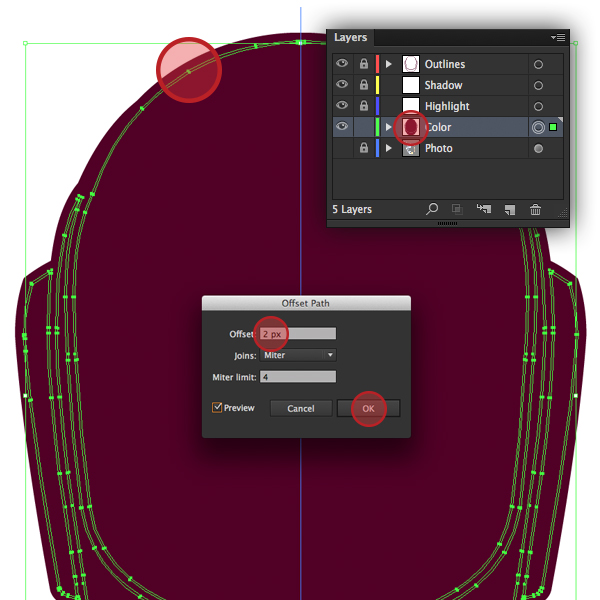 Layers
Outlines
Shadow
Highlight
Color
Photo
5 Layers
Offset Path
Offset: 2 px
Joins: Miter
Miter limit: 4
Preview Cancel OK